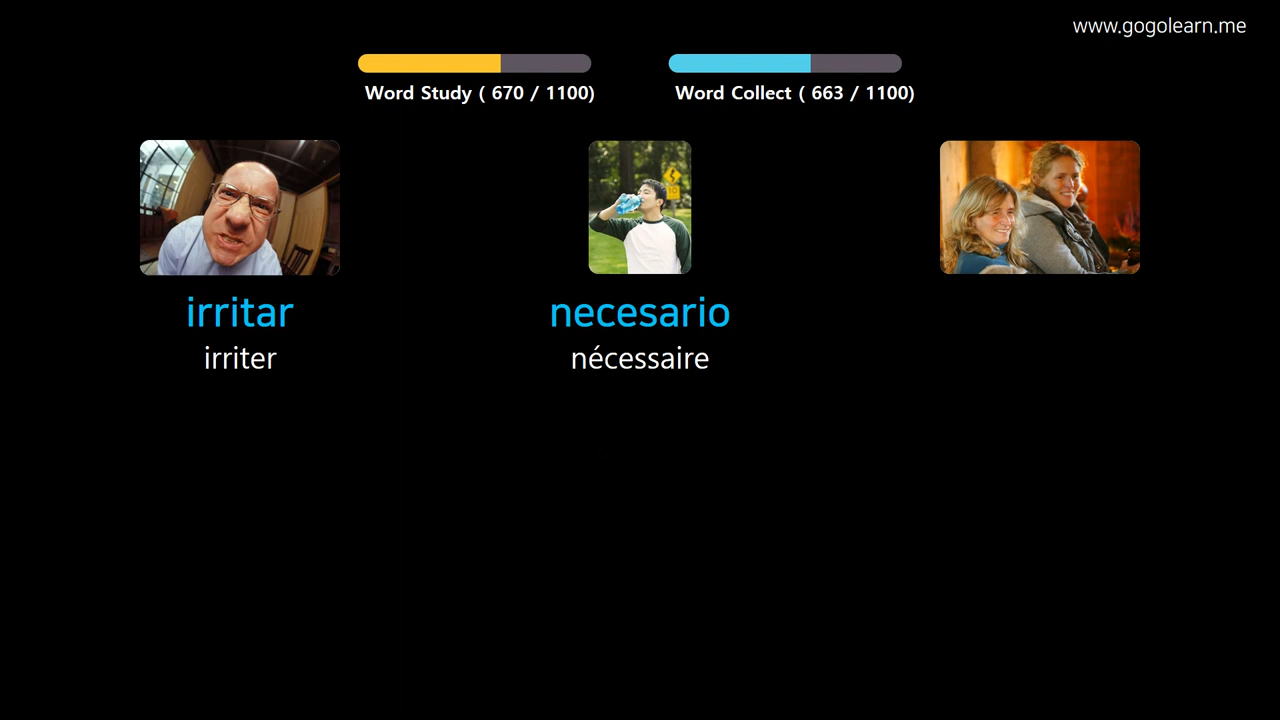 www.gogolearn.me
Word Study ( 670 / 1100)
Word Collect ( 663 / 1100)
irritar
irriter
necesario
nécessaire